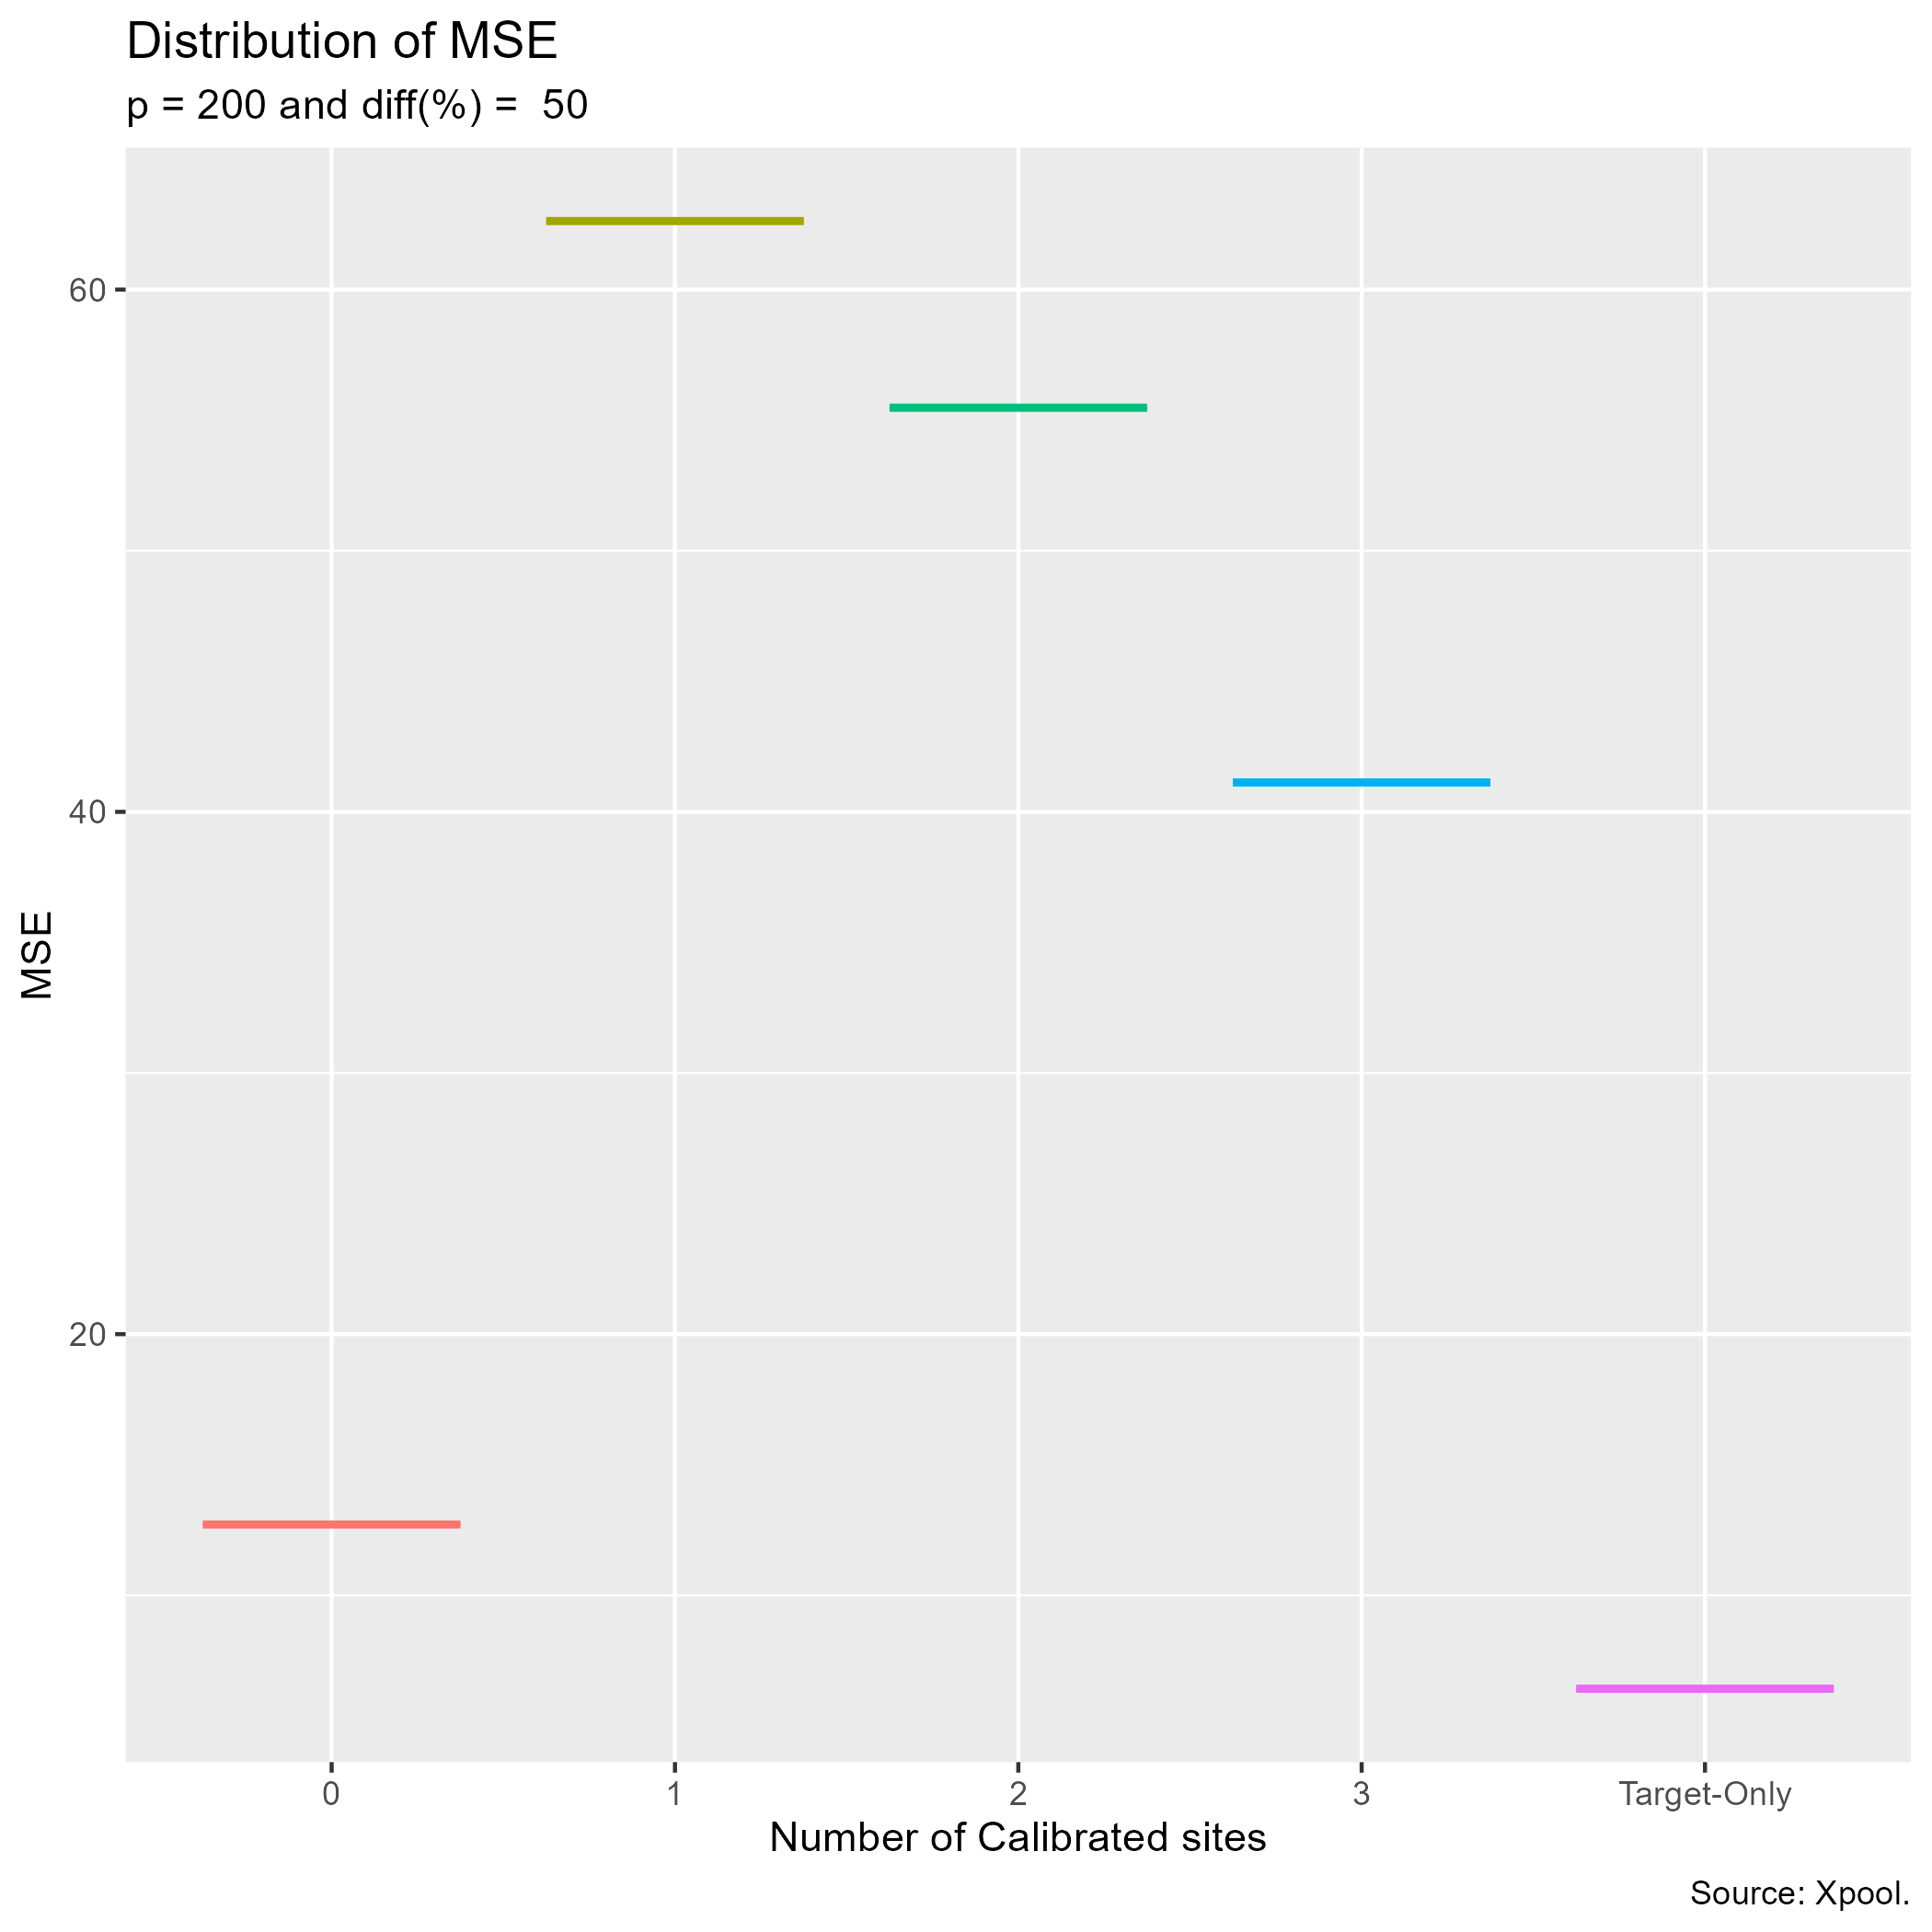 Distribution of MSE
p = 200 and diff(%) =  50
MSE
60
40
20
0 1 2 3 Target-Only
Number of Calibrated sites
Source: Xpool.